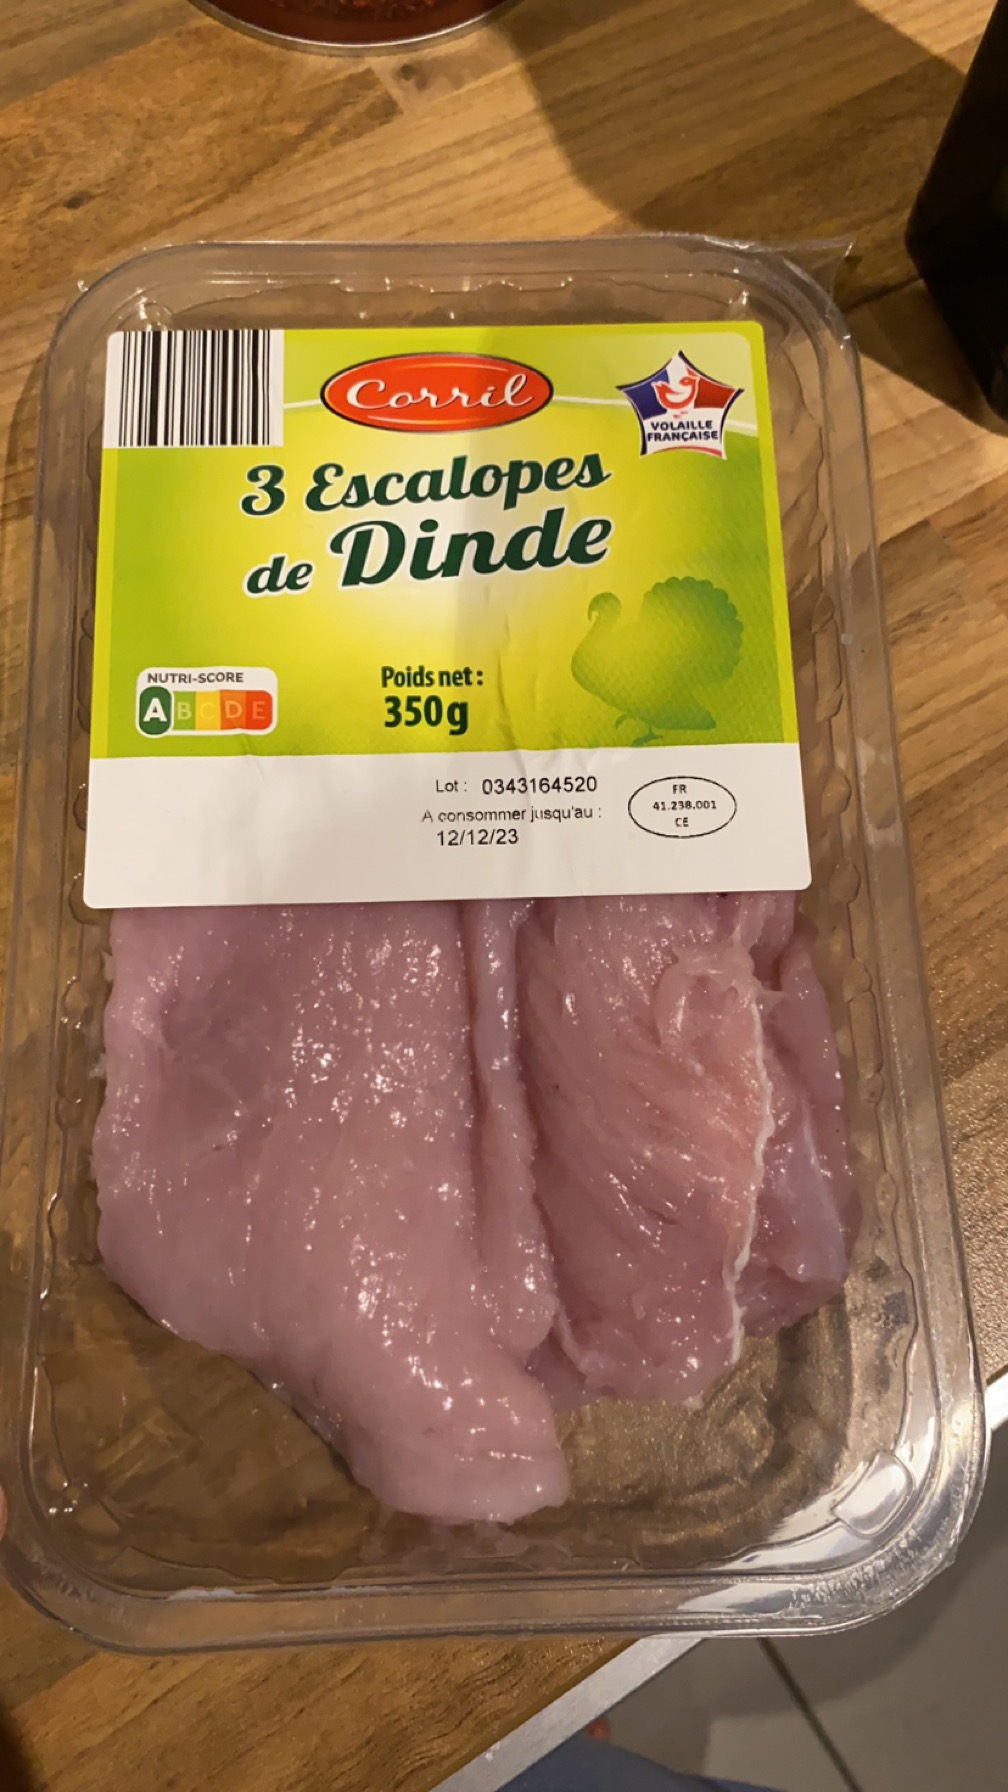 Corril
VOLAILLE
FRANÇAISE
3 Escalopes
de Dinde
NUTRI-SCORE
A B C D E
Poids net :
350g
Lot : 0343164520
A consommer jusqu'au :
12/12/23
FR
41.238.001
CE